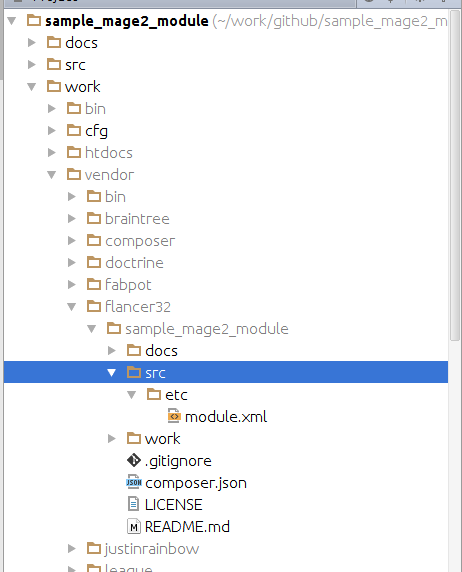 sample_mage2_module (~/work/github/sample_mage2_m
docs
src
work
bin
cfg
htdocs
vendor
bin
braintree
composer
doctrine
fabpot
flancer32
sample_mage2_module
docs
src
etc
module.xml
work
.gitignore
composer.json
LICENSE
README.md
justinrainbow
league